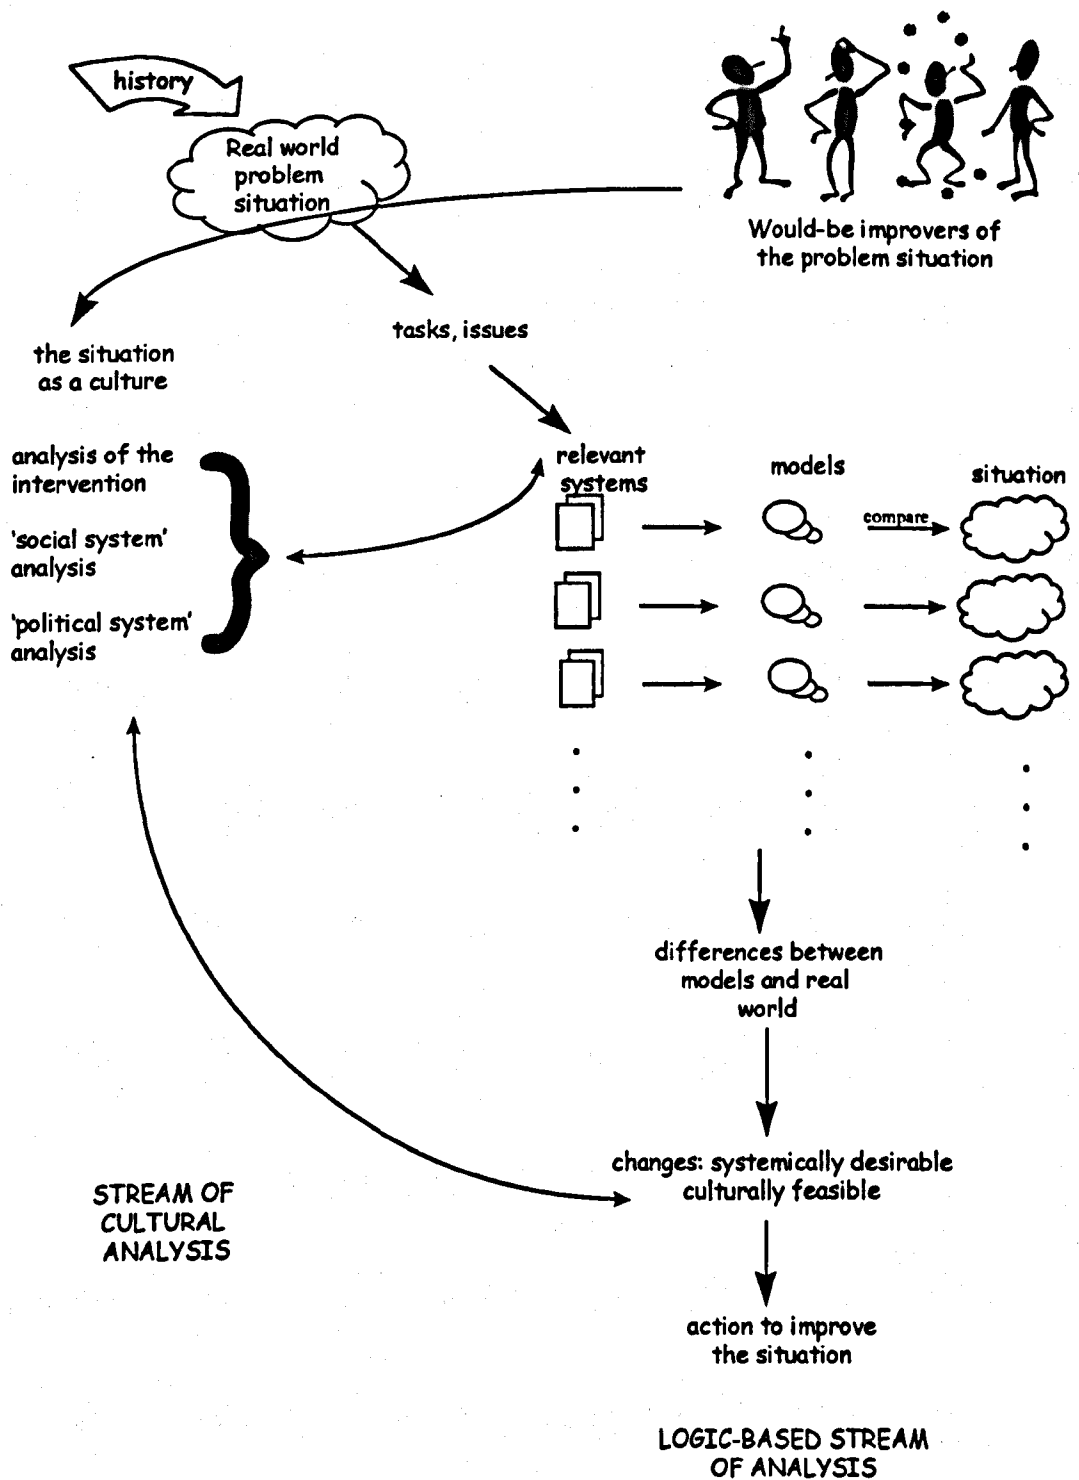 history
Real world
problem
situation
Would-be improvers of
the problem situation
tasks, issues
the situation
as a culture
analysis of the
intervention
'social system'
analysis
'political system'
analysis
relevant
systems
models
situation
compare
differences between
models and real
world
changes: systemically desirable
culturally feasible
STREAM OF
CULTURAL
ANALYSIS
action to improve
the situation
LOGIC-BASED STREAM
OF ANALYSIS